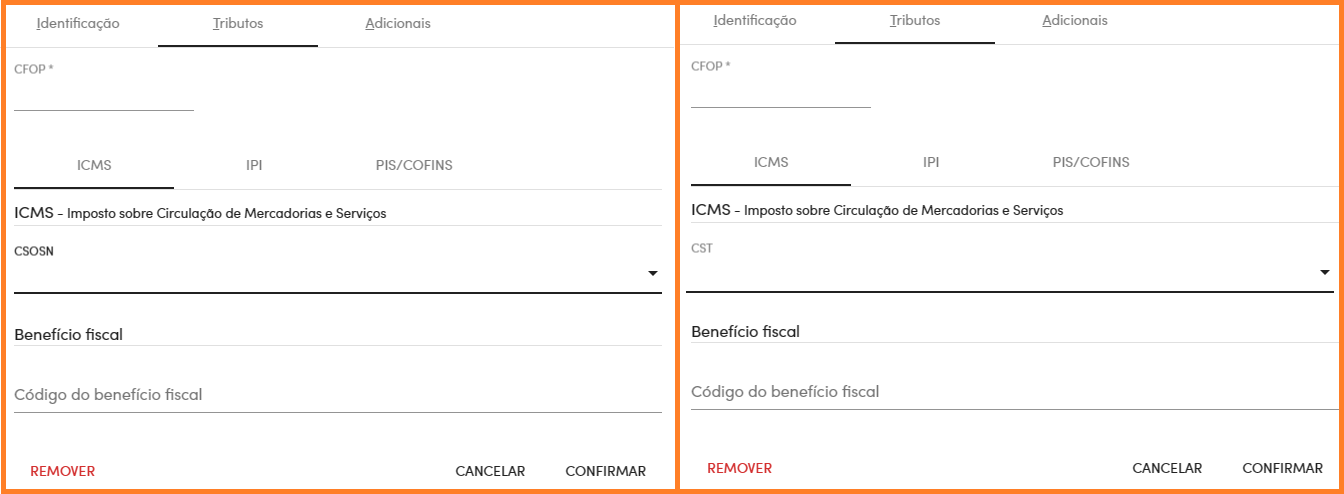 Identificação Tributos Adicionais
CFOP *
ICMS IPI PIS/COFINS
ICMS - Imposto sobre Circulação de Mercadorias e Serviços
CSOSN
Benefício fiscal
Código do benefício fiscal
REMOVER CANCELAR CONFIRMAR
Identificação Tributos Adicionais
CFOP *
ICMS IPI PIS/COFINS
ICMS - Imposto sobre Circulação de Mercadorias e Serviços
CST
Benefício fiscal
Código do benefício fiscal
REMOVER CANCELAR CONFIRMAR